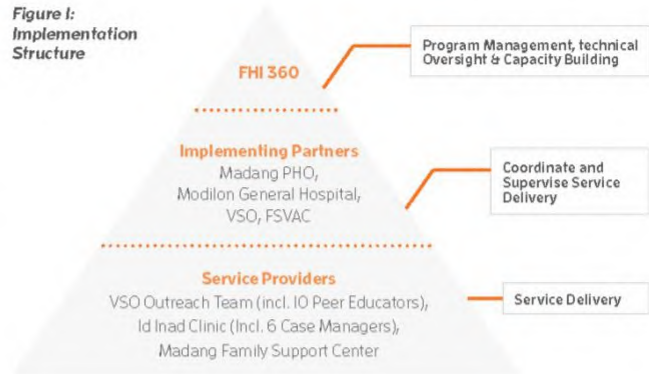 Figure I:
Implementation
Structure
FHI 360
Program Management, technical
Oversight & Capacity Building
Implementing Partners
Madang PHO,
Modilon General Hospital,
VSO, FSVAC
Coordinate and
Supervise Service
Delivery
Service Providers
VSO Outreach Team (incl. IO Peer Educators),
Id Inad Clinic (Incl. 6 Case Managers),
Madang Family Support Center
Service Delivery